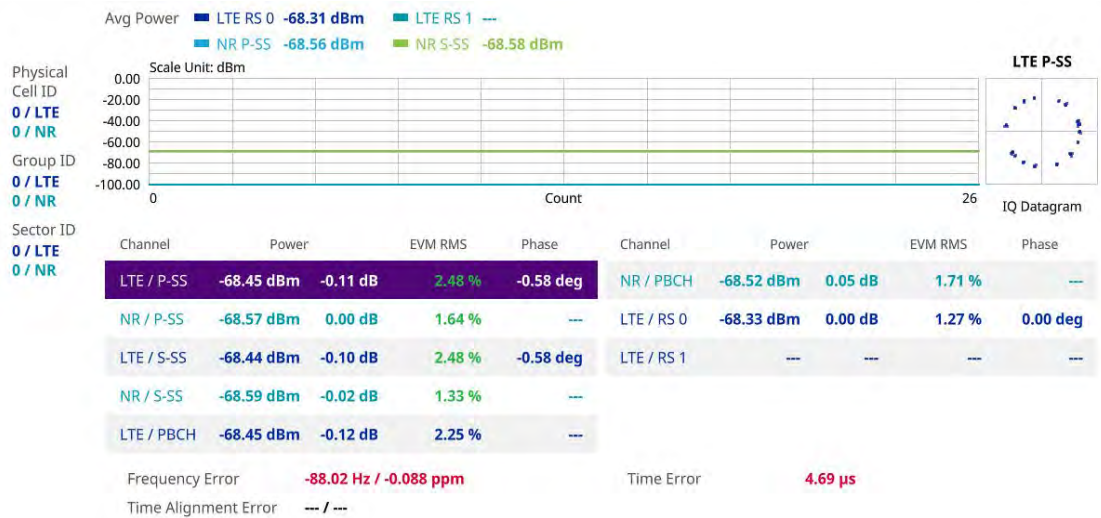 Avg Power LTE RS 0 -68.31 dBm LTE RS 1 ---
NR P-SS -68.56 dBm NR S-SS -68.58 dBm
Physical
Cell ID
0 / LTE
0 / NR
Group ID
0 / LTE
0 / NR
Sector ID
0 / LTE
0 / NR
Scale Unit: dBm
0.00
-20.00
-40.00
-60.00
-80.00
-100.00
0 Count 26
LTE P-SS
IQ Datagram
Channel Power EVM RMS Phase
LTE / P-SS -68.45 dBm -0.11 dB 2.48 % -0.58 deg
NR / P-SS -68.57 dBm 0.00 dB 1.64 % ---
LTE / S-SS -68.44 dBm -0.10 dB 2.48 % -0.58 deg
NR / S-SS -68.59 dBm -0.02 dB 1.33 % ---
LTE / PBCH -68.45 dBm -0.12 dB 2.25 % ---
Channel Power EVM RMS Phase
NR / PBCH -68.52 dBm 0.05 dB 1.71 % ---
LTE / RS 0 -68.33 dBm 0.00 dB 1.27 % 0.00 deg
LTE / RS 1 --- --- --- ---
Frequency Error -88.02 Hz / -0.088 ppm Time Error 4.69 µs
Time Alignment Error --- / ---